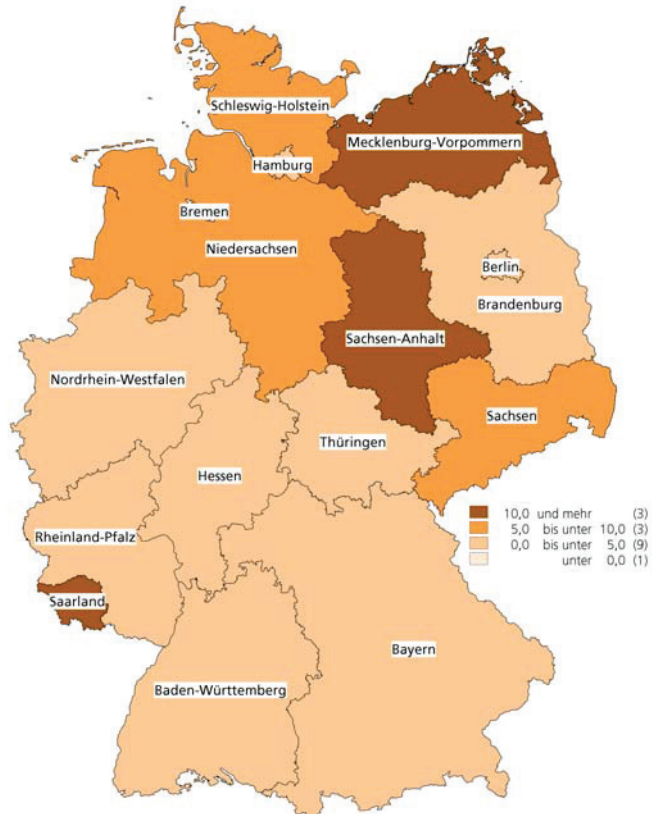 Schleswig-Holstein
Mecklenburg-Vorpommern
Hamburg
Bremen
Niedersachsen
Berlin
Brandenburg
Sachsen-Anhalt
Nordrhein-Westfalen
Sachsen
Thüringen
Hessen
10,0 und mehr (3)
5,0 bis unter 10,0 (3)
0,0 bis unter 5,0 (9)
unter 0,0 (1)
Rheinland-Pfalz
Saarland
Bayern
Baden-Württemberg